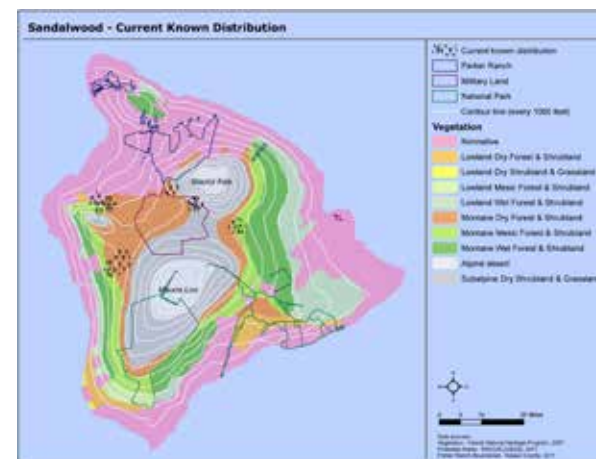 Sandalwood - Current Known Distribution
Current known distribution
Parker Ranch
Military Land
National Park
Contour line (every 1000 feet)
Vegetation
Nonnative
Lowland Dry Forest & Shrubland
Lowland Dry Shrubland & Grassland
Lowland Mesic Forest & Shrubland
Lowland Wet Forest & Shrubland
Montane Dry Forest & Shrubland
Montane Mesic Forest & Shrubland
Montane Wet Forest & Shrubland
Alpine desert
Subalpine Dry Shrubland & Grassland
Mauna Kea
Mauna Loa